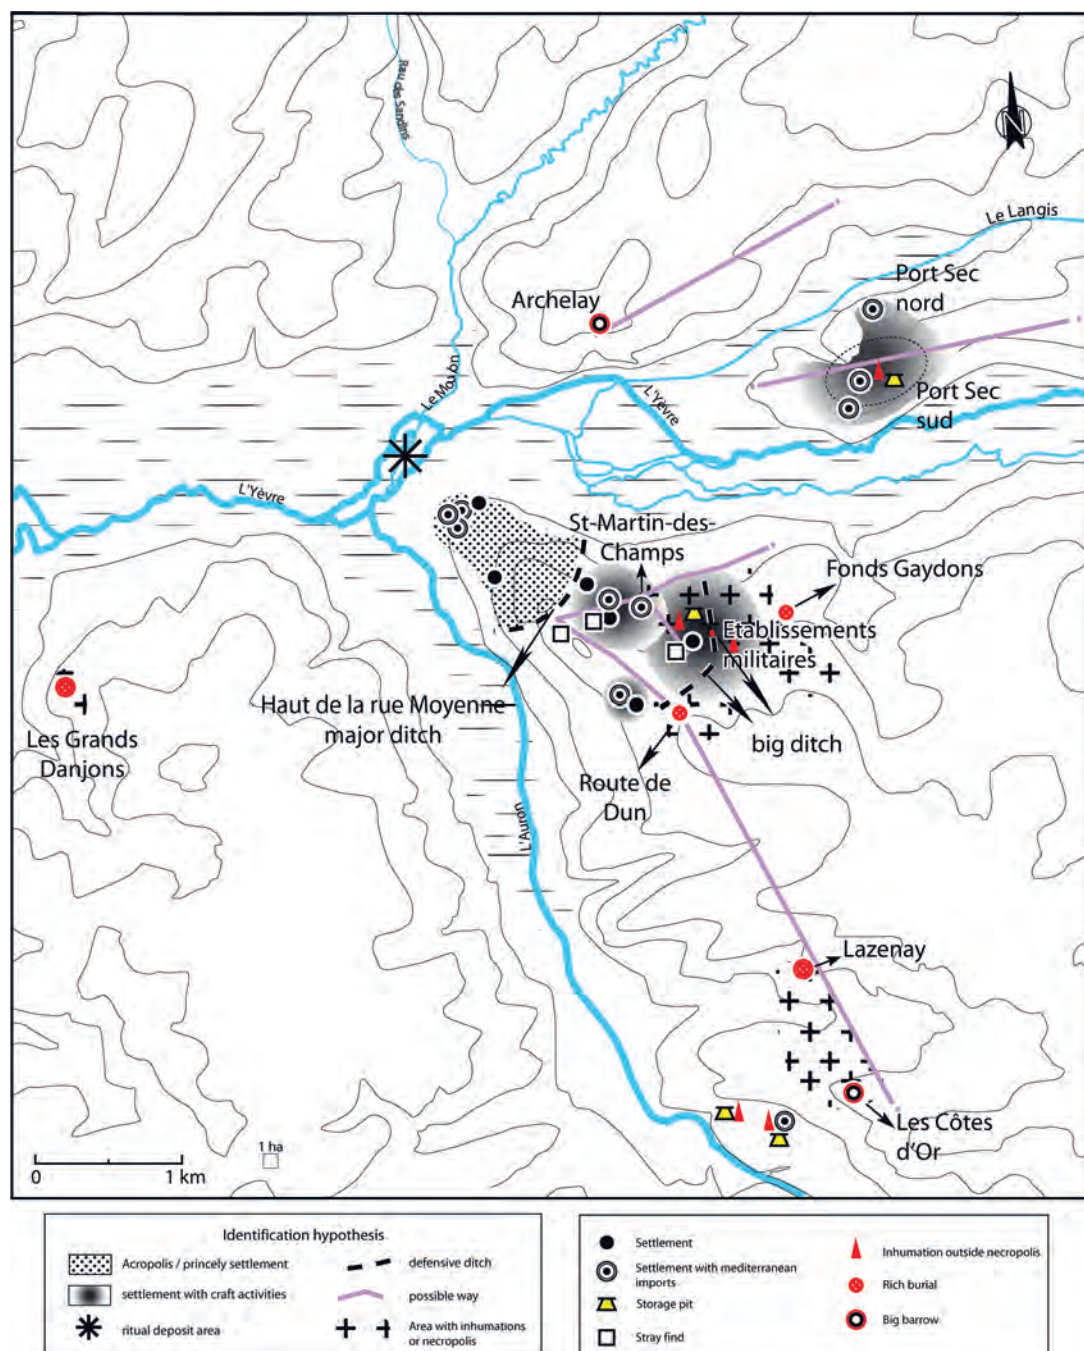 Rau des Sandins
N
Le Langis
Port Sec
nord
Archelay
Le Moulon
L'Yèvre
Port Sec
sud
L'Yèvre
St-Martin-des-
Champs
Fonds Gaydons
Etablissements
militaires
Haut de la rue Moyenne
major ditch
big ditch
Les Grands
Danjons
Route de
Dun
L'Auron
Lazenay
Les Côtes
d'Or
1 ha
0
1 km
Identification hypothesis
Acropolis / princely settlement
defensive ditch
settlement with craft activities
possible way
ritual deposit area
Area with inhumations
or necropolis
Settlement
Settlement with mediterranean
imports
Storage pit
Stray find
Inhumation outside necropolis
Rich burial
Big barrow